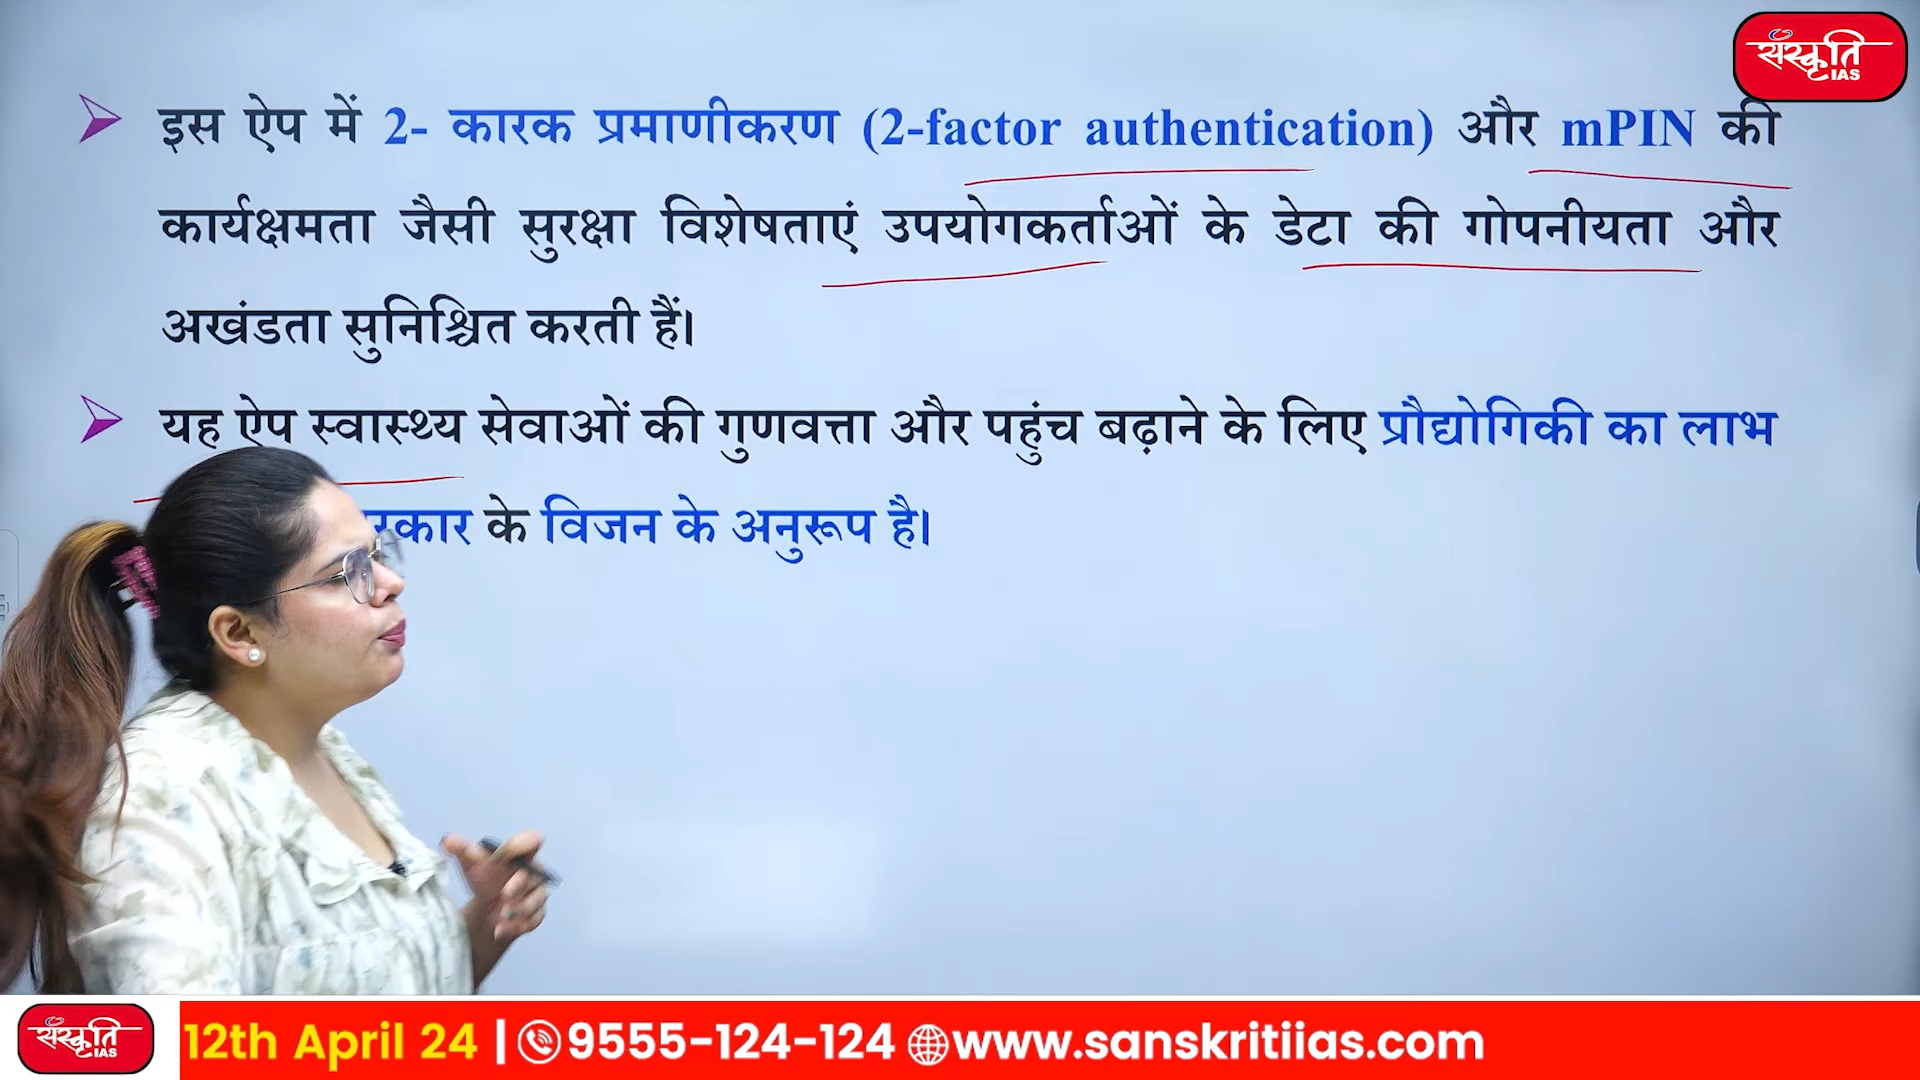 संस्कृति
IAS
इस ऐप में 2- कारक प्रमाणीकरण (2-factor authentication) और mPIN की
कार्यक्षमता जैसी सुरक्षा विशेषताएं उपयोगकर्ताओं के डेटा की गोपनीयता और
अखंडता सुनिश्चित करती हैं।
यह ऐप स्वास्थ्य सेवाओं की गुणवत्ता और पहुंच बढ़ाने के लिए प्रौद्योगिकी का लाभ
के विजन के अनुरूप है।
संस्कृति
IAS
12th April 24 | 9555-124-124 www.sanskritiias.com